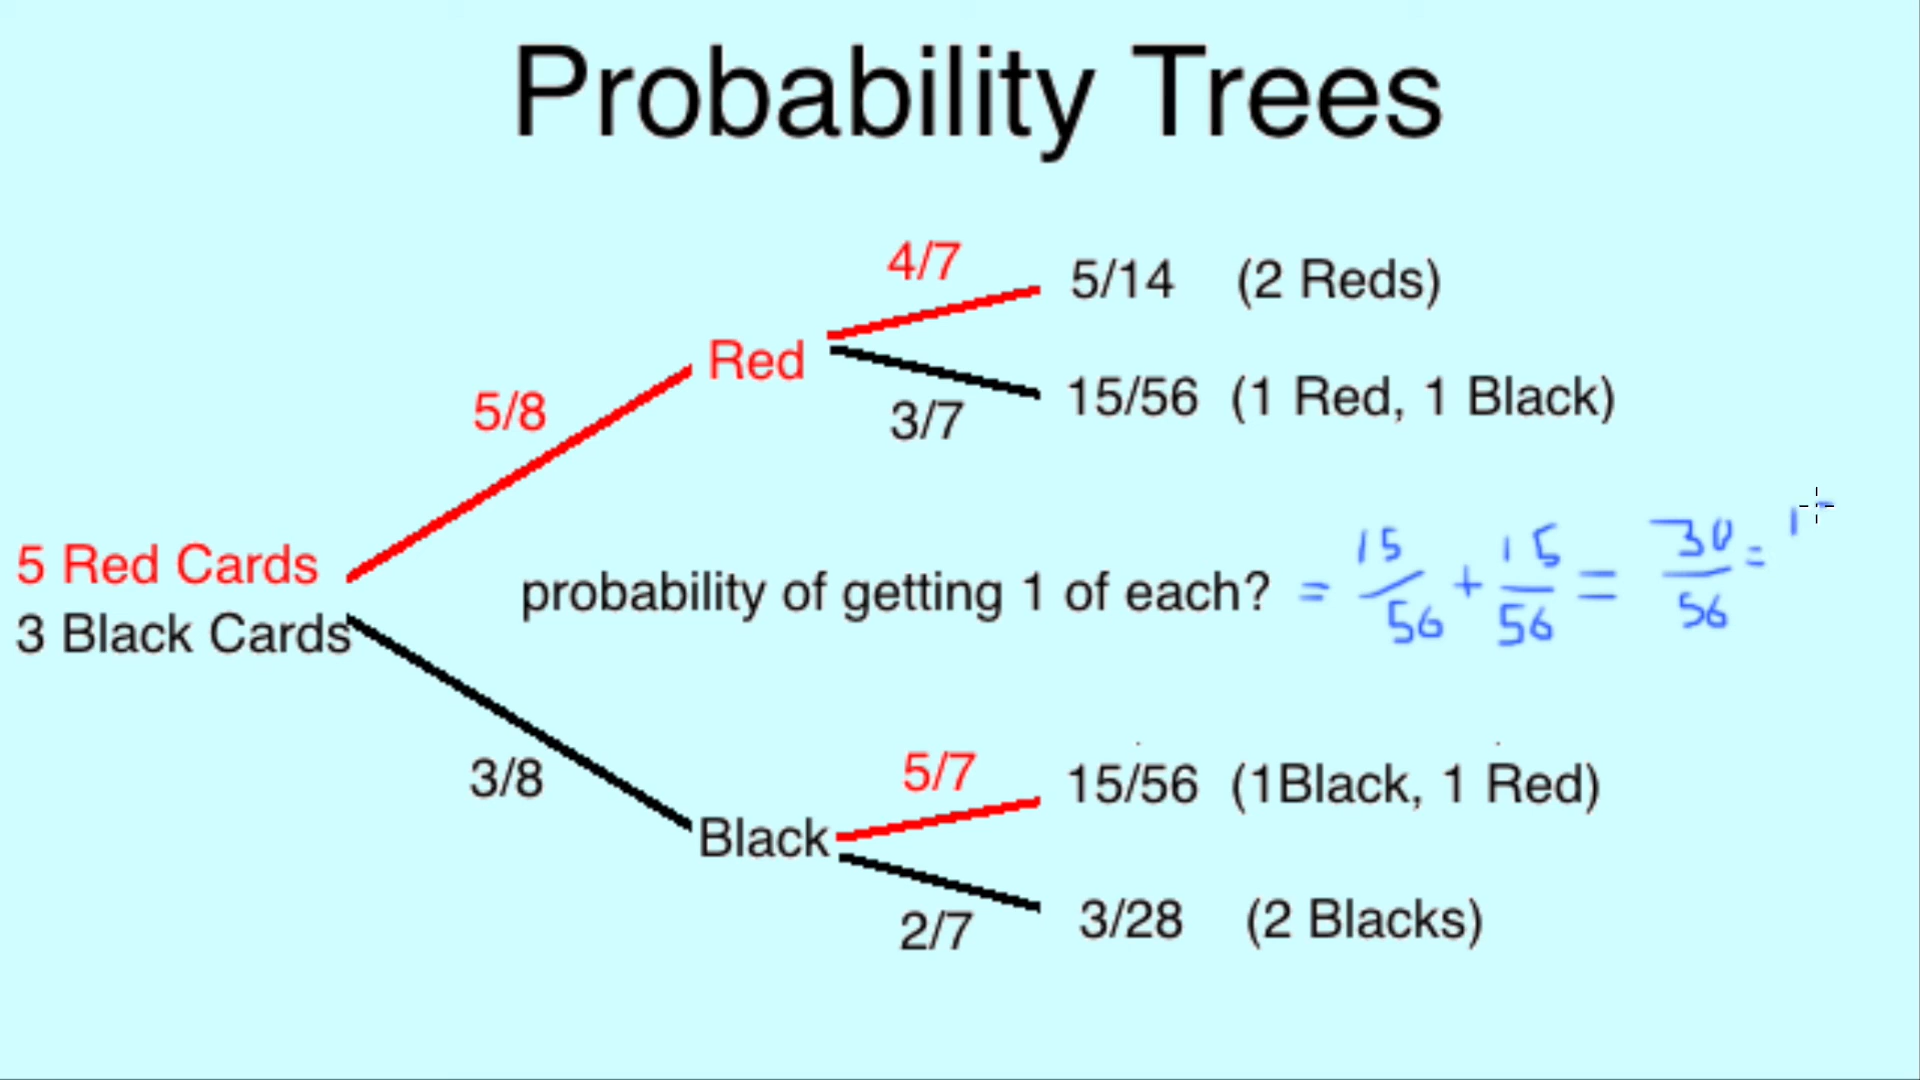 Probability Trees
4/7
5/14 (2 Reds)
Red
5/8
15/56 (1 Red, 1 Black)
3/7
5 Red Cards
3 Black Cards
probability of getting 1 of each? = 15/56 + 15/56 = 30/56 =
3/8
5/7
15/56 (1Black, 1 Red)
Black
2/7
3/28 (2 Blacks)